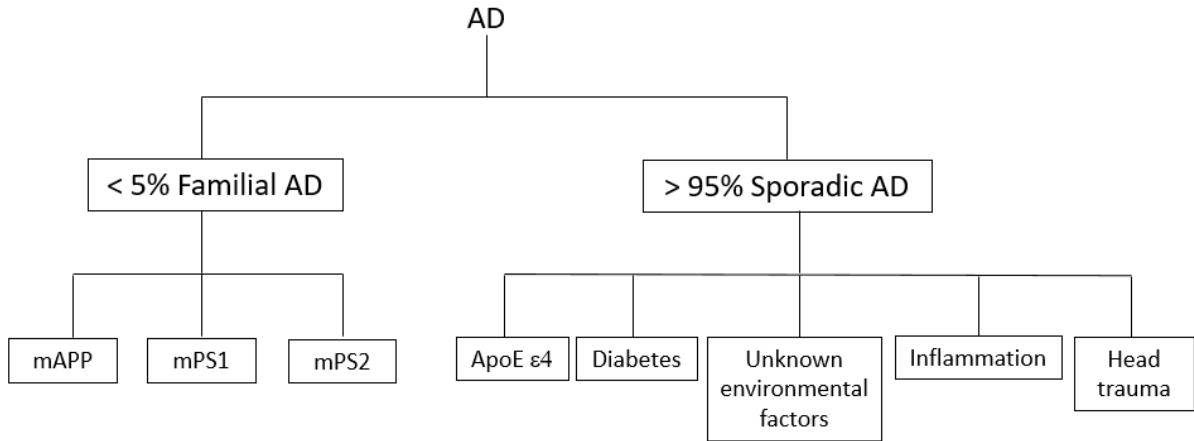 AD
< 5% Familial AD
> 95% Sporadic AD
mAPP
mPS1
mPS2
ApoE ε4
Diabetes
Unknown
environmental
factors
Inflammation
Head
trauma